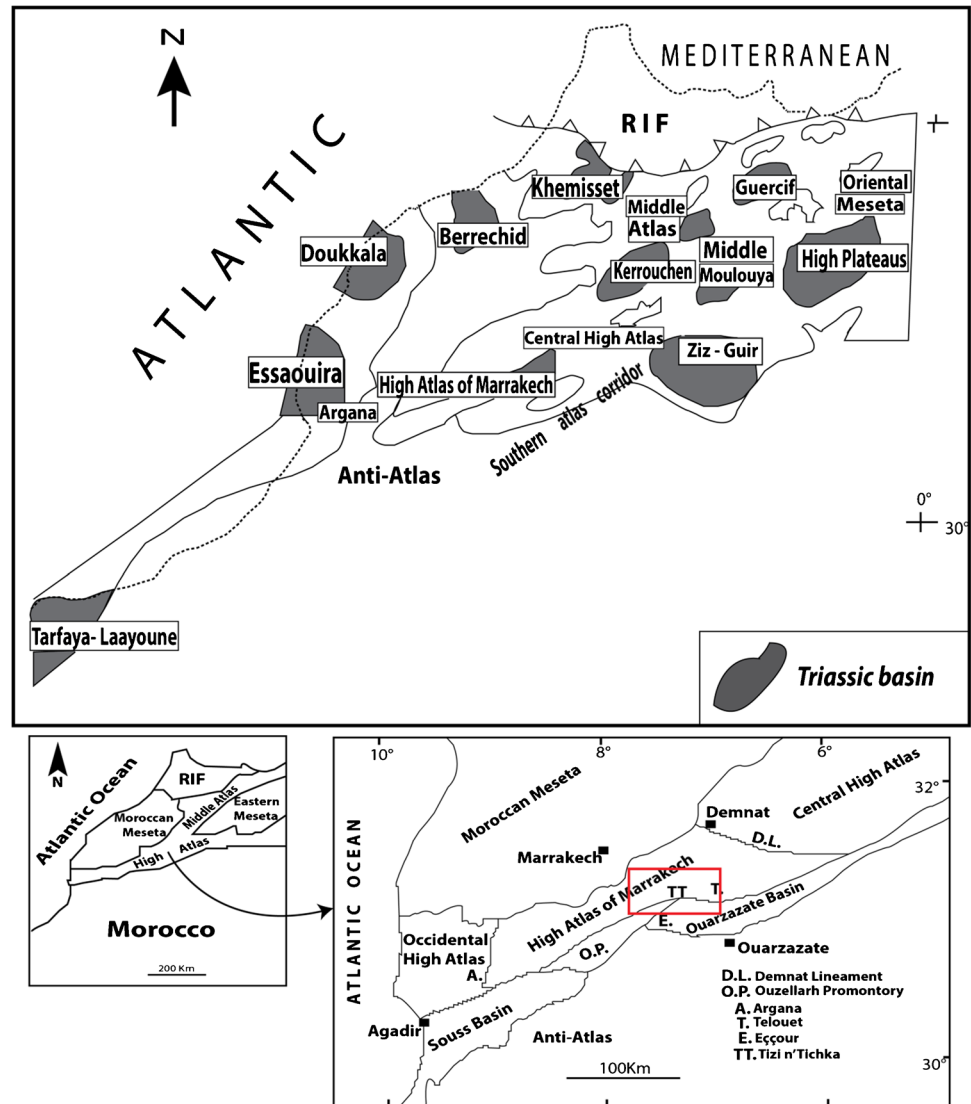 N
MEDITERRANEAN
ATLANTIC
RIF
Khemisset
Guercif
Oriental
Meseta
Middle
Atlas
Berrechid
Doukkala
Middle
Moulouya
Kerrouchen
High Plateaus
Central High Atlas
Ziz - Guir
Essaouira
High Atlas of Marrakech
Argana
Southern atlas corridor
Anti-Atlas
0°
30°
Tarfaya- Laayoune
Triassic basin
N
Atlantic Ocean
RIF
Middle Atlas
Eastern
Meseta
Moroccan
Meseta
High Atlas
Morocco
200 Km
10°
8°
6°
32°
Moroccan Meseta
Central High Atlas
Demnat
D.L.
Marrakech
ATLANTIC OCEAN
High Atlas of Marrakech
TT
T.
E.
Ouarzazate Basin
Occidental
High Atlas
A.
O.P.
Ouarzazate
D.L. Demnat Lineament
O.P. Ouzellarh Promontory
A. Argana
T. Telouet
E. Eççour
TT. Tizi n'Tichka
Agadir
Souss Basin
Anti-Atlas
100Km
30°